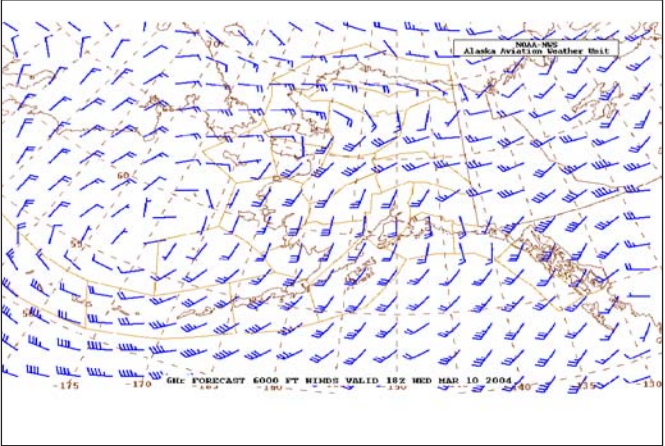 NOAA-NWS
Alaska Aviation Weather Unit
70
60
55
6Hr FORECAST 6000 FT WINDS VALID 18Z WED MAR 10 2004
-175 -170 -150 -140 -135 -130